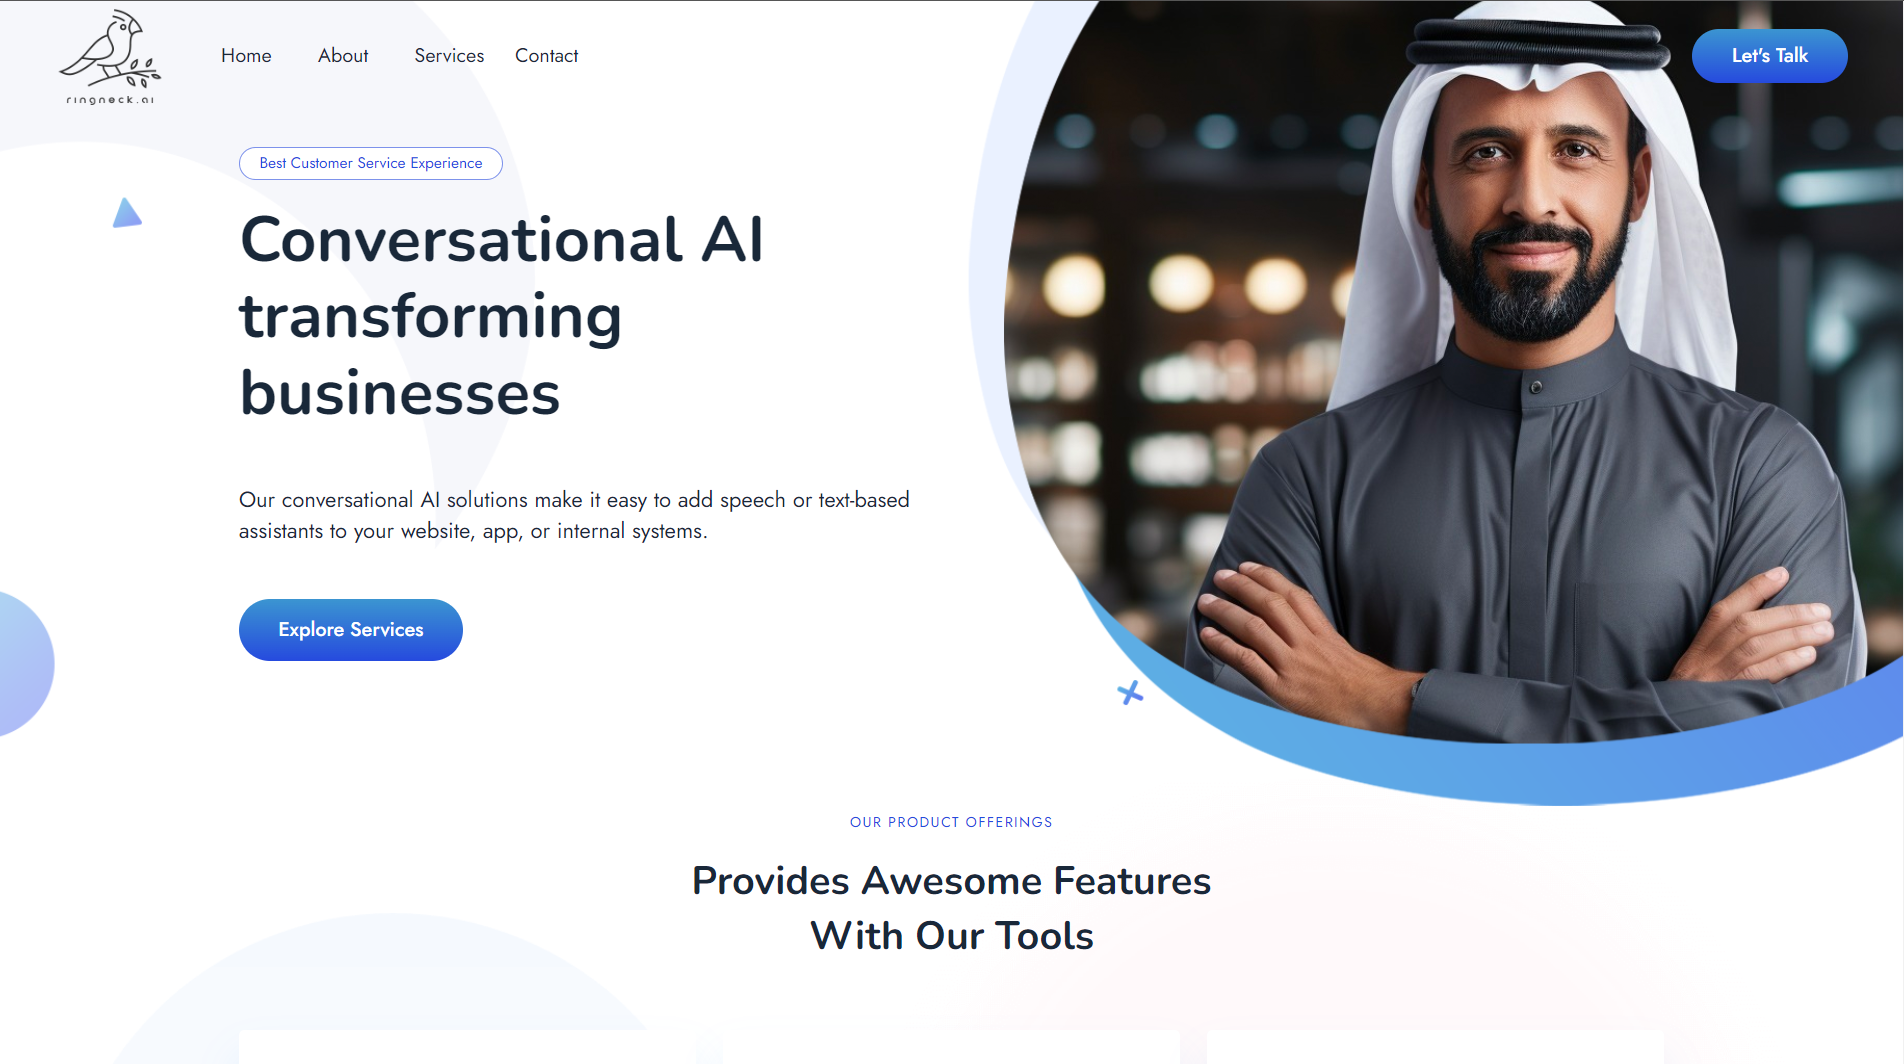 ringneck.ai
Home About Services Contact
Let's Talk
Best Customer Service Experience
Conversational AI
transforming
businesses
Our conversational AI solutions make it easy to add speech or text-based
assistants to your website, app, or internal systems.
Explore Services
OUR PRODUCT OFFERINGS
Provides Awesome Features
With Our Tools